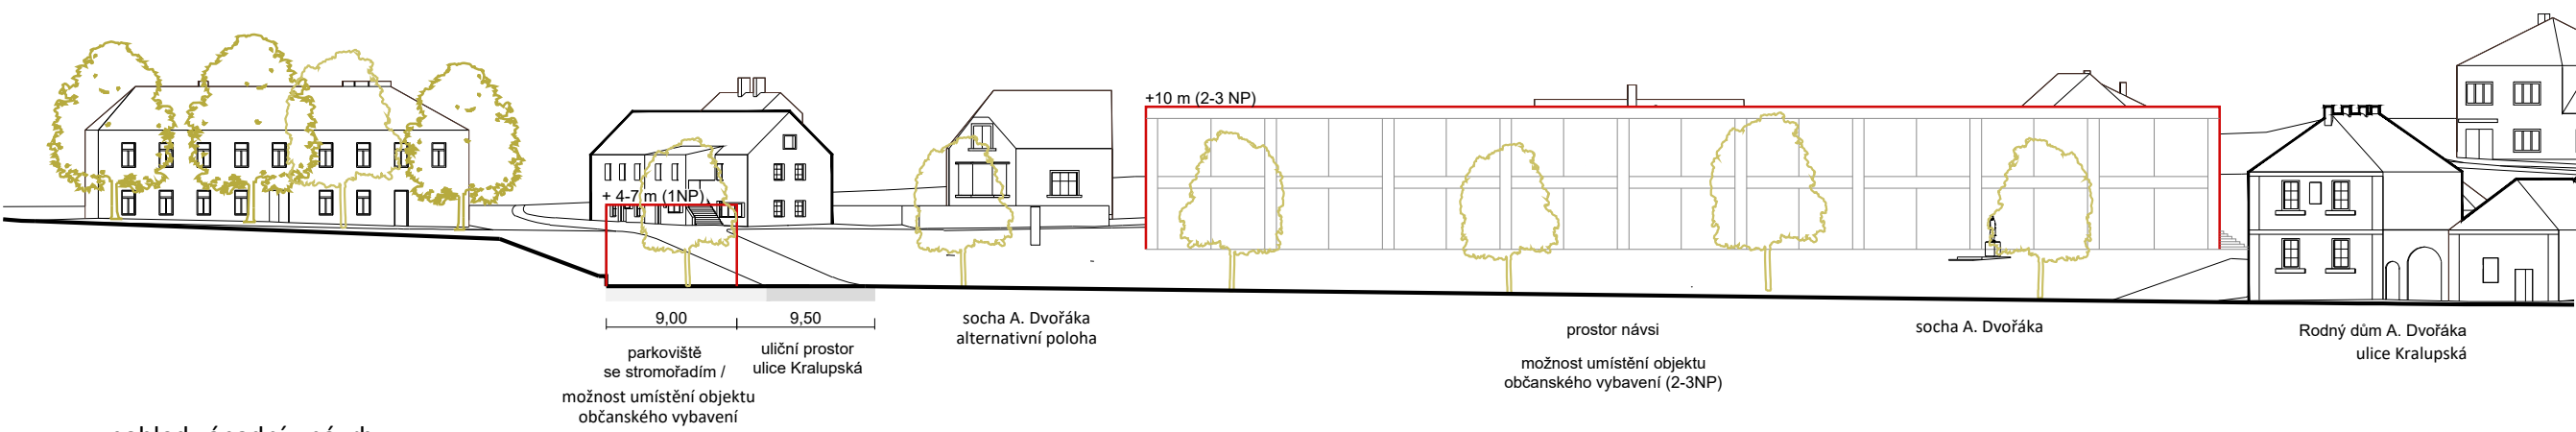 +10 m (2-3 NP)
+ 4-7 m (1NP)
9,00
9,50
parkoviště
se stromořadím /
možnost umístění objektu
občanského vybavení
uliční prostor
ulice Kralupská
socha A. Dvořáka
alternativní poloha
prostor návsi
možnost umístění objektu
občanského vybavení (2-3NP)
socha A. Dvořáka
Rodný dům A. Dvořáka
ulice Kralupská